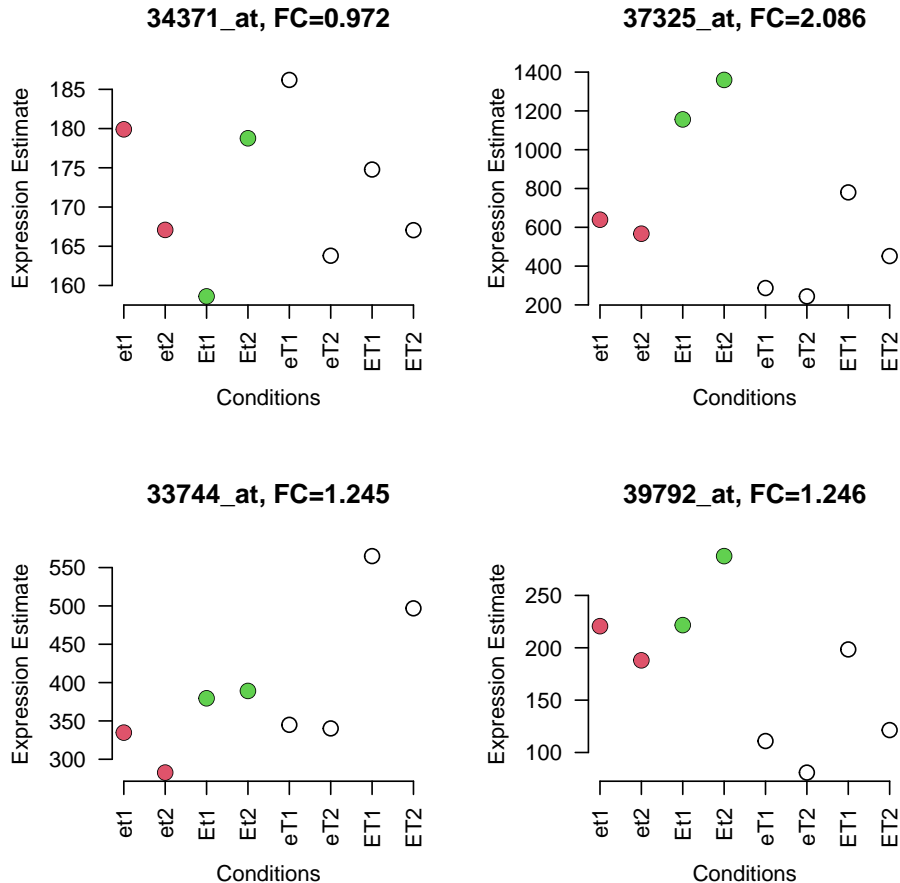 34371_at, FC=0.972
Expression Estimate
185
180
175
170
165
160
et1 et2 Et1 Et2 eT1 eT2 ET1 ET2
Conditions
37325_at, FC=2.086
Expression Estimate
1400
1200
1000
800
600
400
200
et1 et2 Et1 Et2 eT1 eT2 ET1 ET2
Conditions
33744_at, FC=1.245
Expression Estimate
550
500
450
400
350
300
et1 et2 Et1 Et2 eT1 eT2 ET1 ET2
Conditions
39792_at, FC=1.246
Expression Estimate
250
200
150
100
et1 et2 Et1 Et2 eT1 eT2 ET1 ET2
Conditions